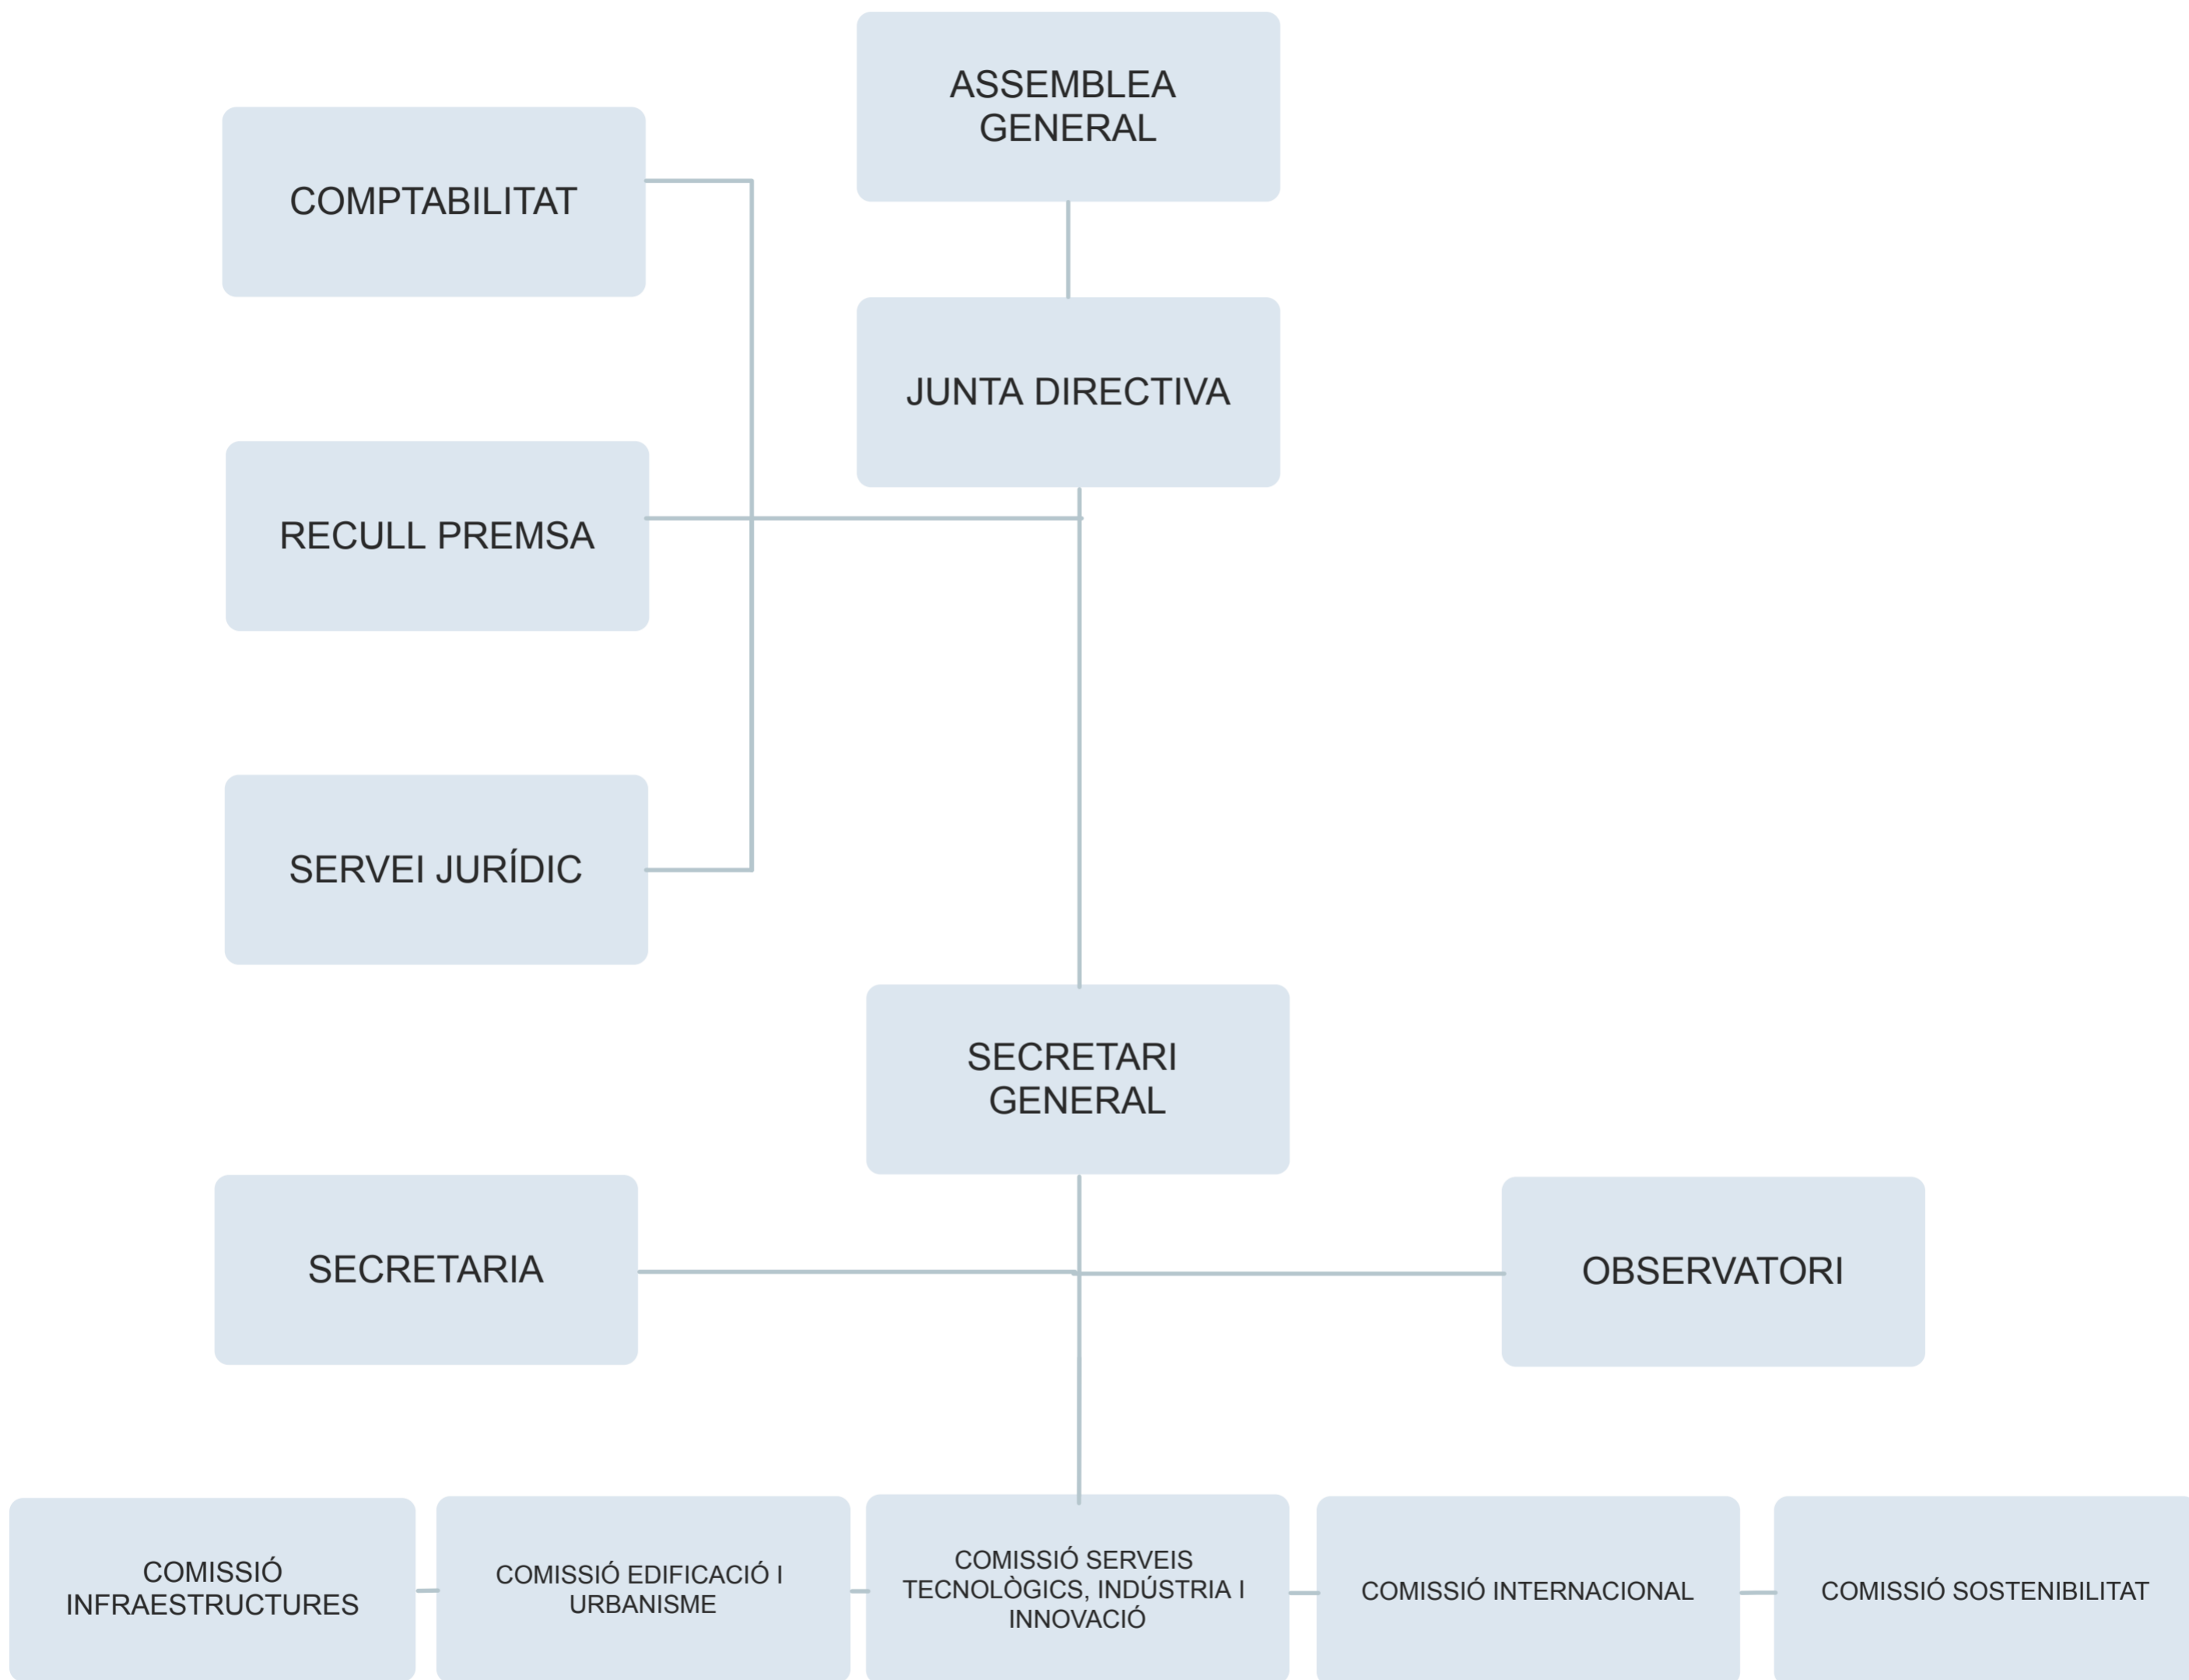 ASSEMBLEA
GENERAL
COMPTABILITAT
JUNTA DIRECTIVA
RECULL PREMSA
SERVEI JURÍDIC
SECRETARI
GENERAL
SECRETARIA
OBSERVATORI
COMISSIÓ
INFRAESTRUCTURES
COMISSIÓ EDIFICACIÓ I
URBANISME
COMISSIÓ SERVEIS
TECNOLÒGICS, INDÚSTRIA I
INNOVACIÓ
COMISSIÓ INTERNACIONAL
COMISSIÓ SOSTENIBILITAT